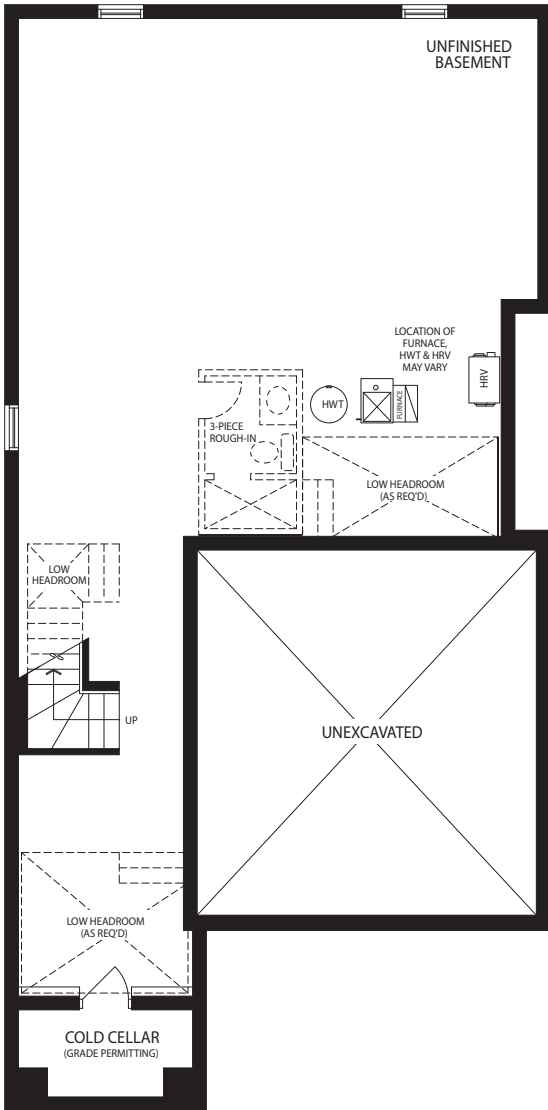 UNFINISHED
BASEMENT
LOCATION OF
FURNACE,
HWT & HRV
MAY VARY
HRV
HWT
FURNACE
3-PIECE
ROUGH-IN
LOW HEADROOM
(AS REQ'D)
LOW
HEADROOM
UP
UNEXCAVATED
LOW HEADROOM
(AS REQ'D)
COLD CELLAR
(GRADE PERMITTING)